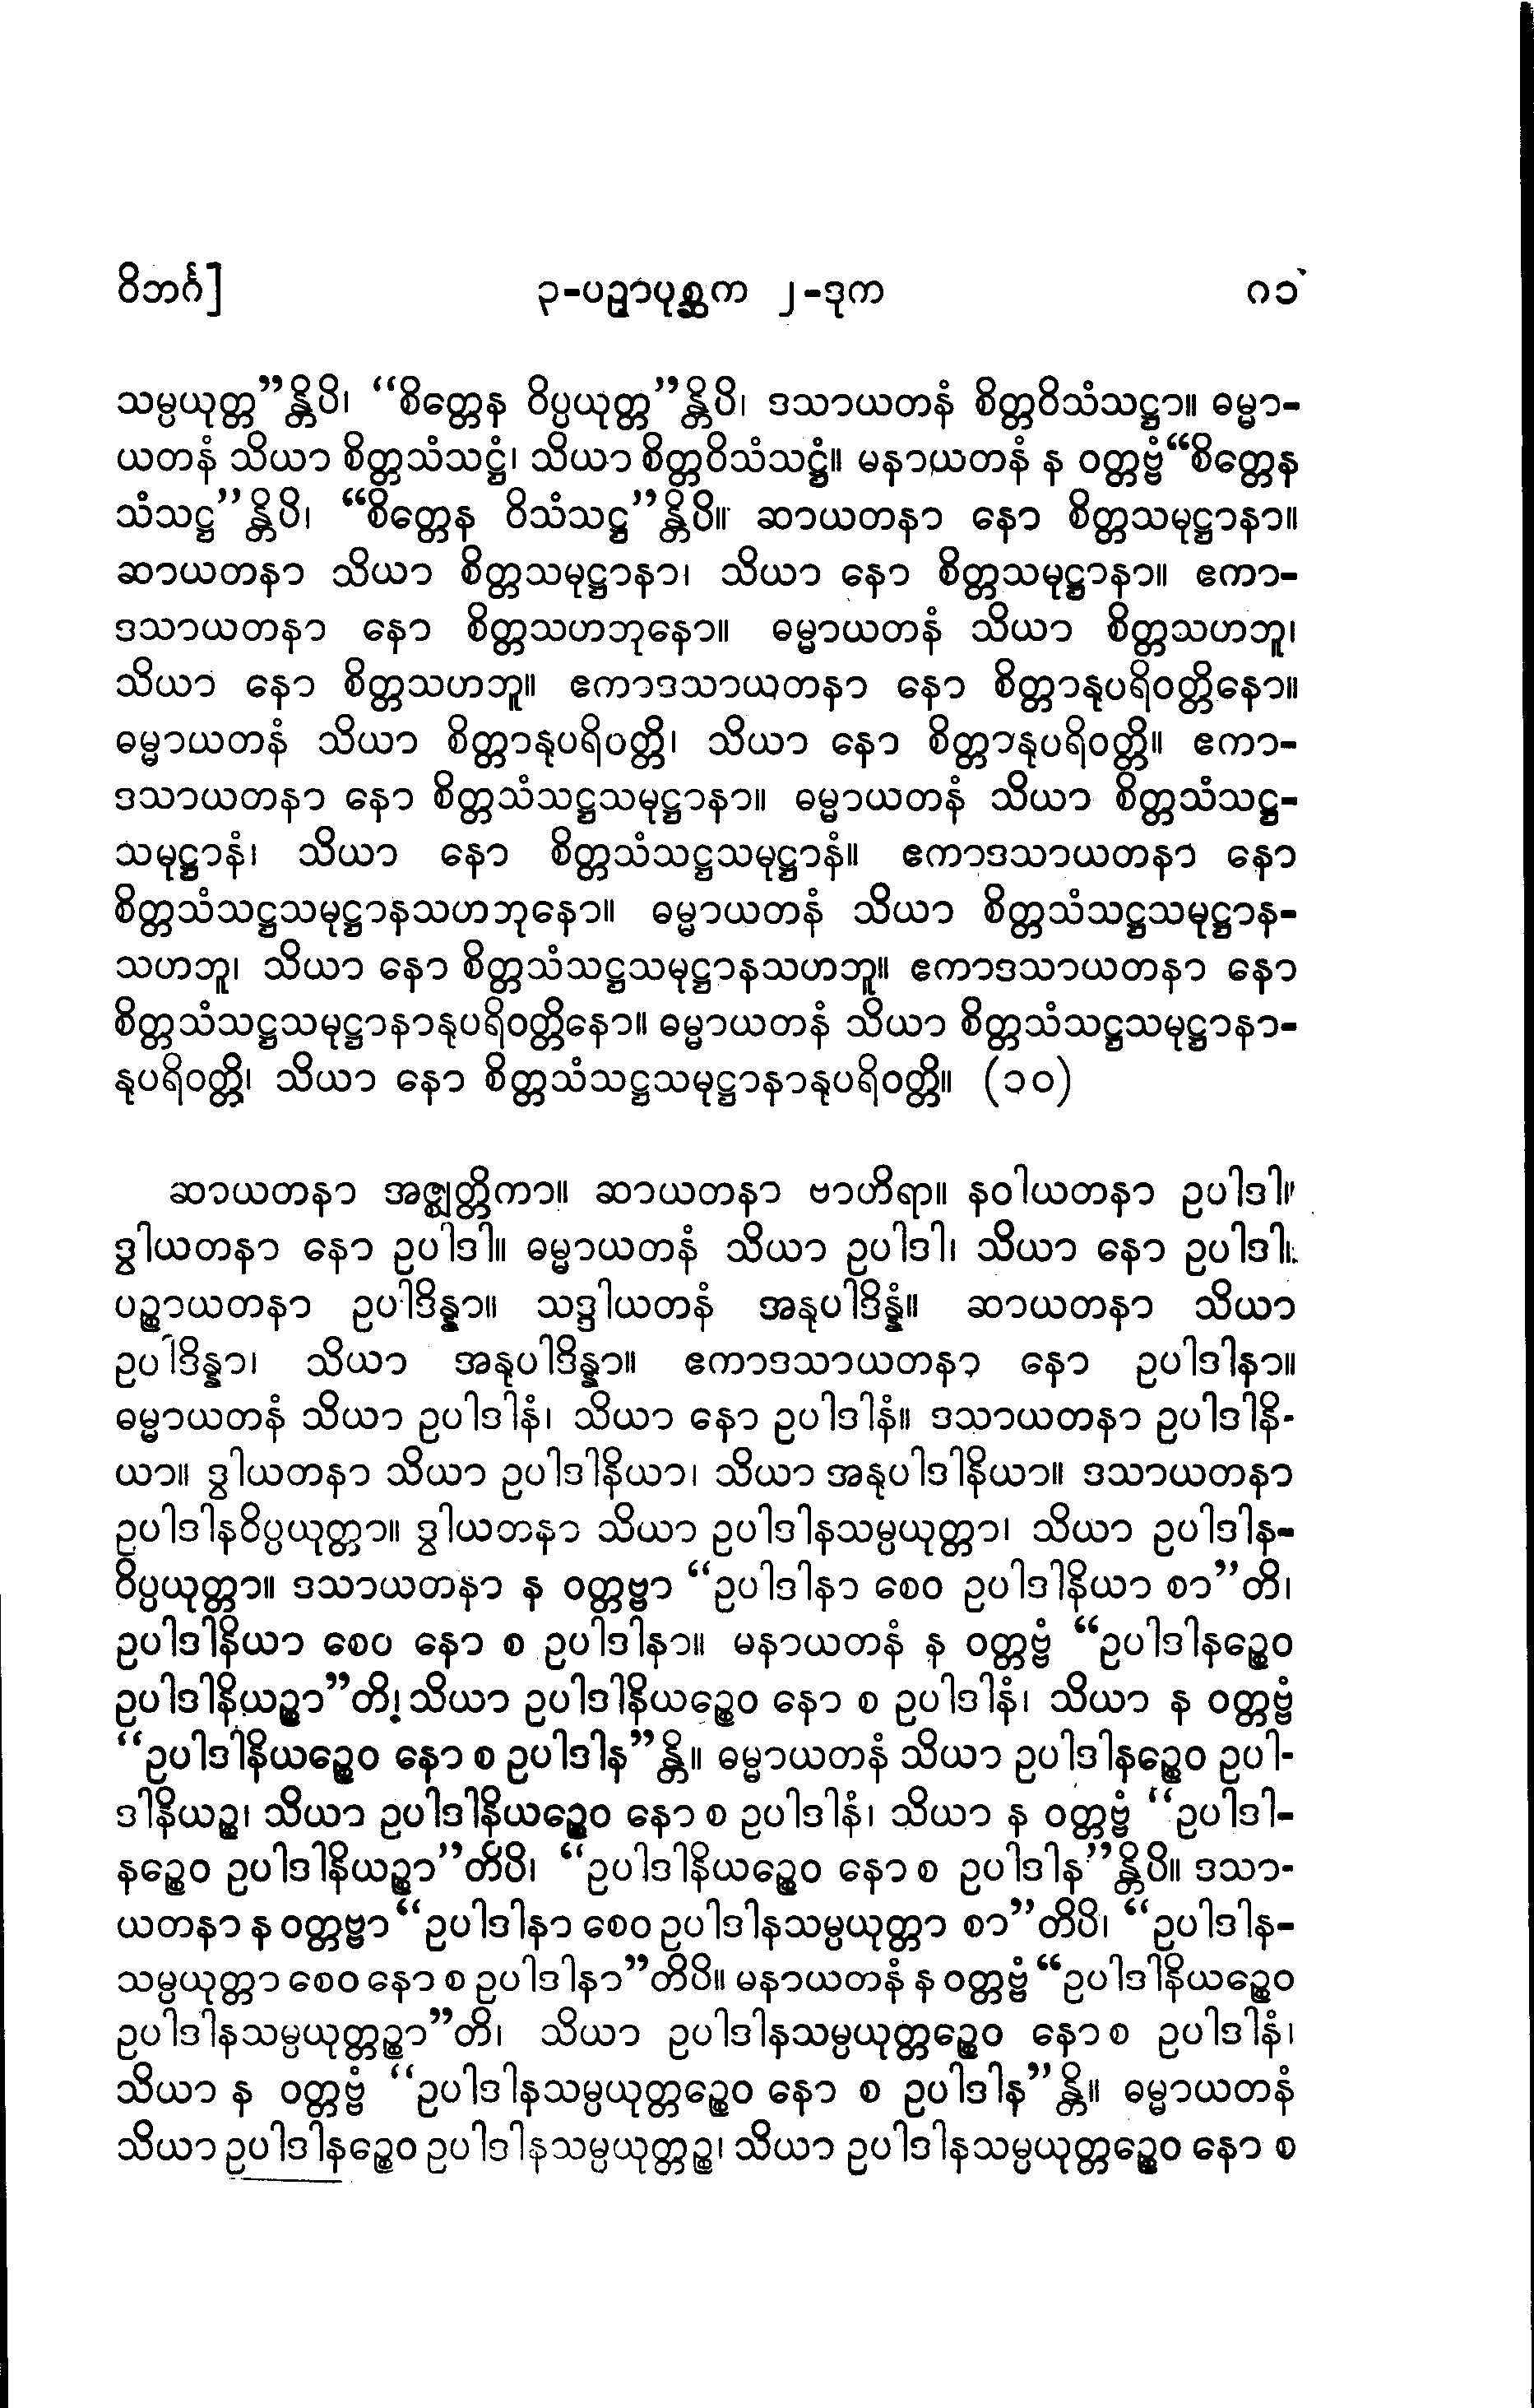 ဝိဘင်္ဂ] ၃-ပဉှာပုစ္ဆက ၂-ဒုက ဂ၁
သမ္ပယုတ္တ”န္တိပိ၊ “စိတ္တေန ဝိပ္ပယုတ္တ”န္တိပိ၊ ဒသာယတနံ စိတ္တဝိသံသဋ္ဌာ။ ဓမ္မာ-
ယတနံ သိယာ စိတ္တသံသဋ္ဌံ၊ သိယာ စိတ္တဝိသံသဋ္ဌံ။ မနာယတနံ န ဝတ္တဗ္ဗံ“စိတ္တေန
သံသဋ္ဌ”န္တိပိ၊ “စိတ္တေန ဝိသံသဋ္ဌ”န္တိပိ။ ဆာယတနာ နော စိတ္တသမုဋ္ဌာနာ။
ဆာယတနာ သိယာ စိတ္တသမုဋ္ဌာနာ၊ သိယာ နော စိတ္တသမုဋ္ဌာနာ။ ဧကာ-
ဒသာယတနာ နော စိတ္တသဟဘုနော။ ဓမ္မာယတနံ သိယာ စိတ္တသဟဘူ၊
သိယာ နော စိတ္တသဟဘူ။ ဧကာဒသာယတနာ နော စိတ္တာနုပရိဝတ္တိနော။
ဓမ္မာယတနံ သိယာ စိတ္တာနုပရိဝတ္တိ၊ သိယာ နော စိတ္တာနုပရိဝတ္တိ။ ဧကာ-
ဒသာယတနာ နော စိတ္တသံသဋ္ဌသမုဋ္ဌာနာ။ ဓမ္မာယတနံ သိယာ စိတ္တသံသဋ္ဌ-
သမုဋ္ဌာနံ၊ သိယာ နော စိတ္တသံသဋ္ဌသမုဋ္ဌာနံ။ ဧကာဒသာယတနာ နော
စိတ္တသံသဋ္ဌသမုဋ္ဌာနသဟဘုနော။ ဓမ္မာယတနံ သိယာ စိတ္တသံသဋ္ဌသမုဋ္ဌာန-
သဟဘူ၊ သိယာ နော စိတ္တသံသဋ္ဌသမုဋ္ဌာနသဟဘူ။ ဧကာဒသာယတနာ နော
စိတ္တသံသဋ္ဌသမုဋ္ဌာနာနုပရိဝတ္တိနော။ ဓမ္မာယတနံ သိယာ စိတ္တသံသဋ္ဌသမုဋ္ဌာနာ-
နုပရိဝတ္တိ၊ သိယာ နော စိတ္တသံသဋ္ဌသမုဋ္ဌာနာနုပရိဝတ္တိ။ (၁၀)
ဆာယတနာ အဇ္ဈတ္တိကာ။ ဆာယတနာ ဗာဟိရာ။ နဝါယတနာ ဥပါဒါ။
ဒွါယတနာ နော ဥပါဒါ။ ဓမ္မာယတနံ သိယာ ဥပါဒါ၊ သိယာ နော ဥပါဒါ။
ပဉ္စာယတနာ ဥပါဒိန္နာ။ သဒ္ဒါယတနံ အနုပါဒိန္နံ။ ဆာယတနာ သိယာ
ဥပါဒိန္နာ၊ သိယာ အနုပါဒိန္နာ။ ဧကာဒသာယတနာ နော ဥပါဒါနာ။
ဓမ္မာယတနံ သိယာ ဥပါဒါနံ၊ သိယာ နော ဥပါဒါနံ။ ဒသာယတနာ ဥပါဒါနိ-
ယာ။ ဒွါယတနာ သိယာ ဥပါဒါနိယာ၊ သိယာ အနုပါဒါနိယာ။ ဒသာယတနာ
ဥပါဒါနဝိပ္ပယုတ္တာ။ ဒွါယတနာ သိယာ ဥပါဒါနသမ္ပယုတ္တာ၊ သိယာ ဥပါဒါန-
ဝိပ္ပယုတ္တာ။ ဒသာယတနာ န ဝတ္တဗ္ဗာ “ဥပါဒါနာ စေဝ ဥပါဒါနိယာ စာ”တိ၊
ဥပါဒါနိယာ စေဝ နော စ ဥပါဒါနာ။ မနာယတနံ န ဝတ္တဗ္ဗံ “ဥပါဒါနဉ္စေဝ
ဥပါဒါနိယဉ္စာ”တိ၊ သိယာ ဥပါဒါနိယဉ္စေဝ နော စ ဥပါဒါနံ၊ သိယာ န ဝတ္တဗ္ဗံ
“ဥပါဒါနိယဉ္စေဝ နော စ ဥပါဒါန”န္တိ။ ဓမ္မာယတနံ သိယာ ဥပါဒါနဉ္စေဝ ဥပါ-
ဒါနိယဉ္စ၊ သိယာ ဥပါဒါနိယဉ္စေဝ နော စ ဥပါဒါနံ၊ သိယာ န ဝတ္တဗ္ဗံ “ဥပါဒါ-
နဉ္စေဝ ဥပါဒါနိယဉ္စာ”တိပိ၊ “ဥပါဒါနိယဉ္စေဝ နော စ ဥပါဒါန”န္တိပိ။ ဒသာ-
ယတနာ န ဝတ္တဗ္ဗာ “ဥပါဒါနာ စေဝ ဥပါဒါနသမ္ပယုတ္တာ စာ”တိပိ၊ “ဥပါဒါန-
သမ္ပယုတ္တာ စေဝ နော စ ဥပါဒါနာ”တိပိ။ မနာယတနံ န ဝတ္တဗ္ဗံ “ဥပါဒါနိယဉ္စေဝ
ဥပါဒါနသမ္ပယုတ္တဉ္စာ”တိ၊ သိယာ ဥပါဒါနသမ္ပယုတ္တဉ္စေဝ နော စ ဥပါဒါနံ၊
သိယာ န ဝတ္တဗ္ဗံ “ဥပါဒါနသမ္ပယုတ္တဉ္စေဝ နော စ ဥပါဒါန”န္တိ။ ဓမ္မာယတနံ
သိယာ ဥပါဒါနဉ္စေဝ ဥပါဒါနသမ္ပယုတ္တဉ္စ၊ သိယာ ဥပါဒါနသမ္ပယုတ္တဉ္စေဝ နော စ